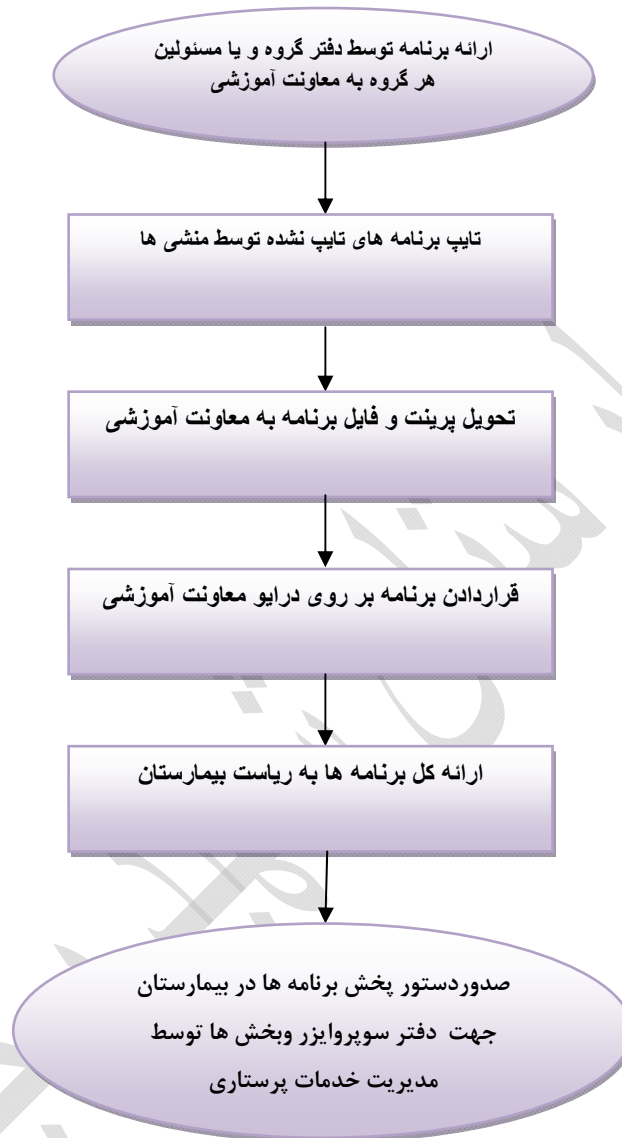 ارائه برنامه توسط دفتر گروه و یا مسئولین
هر گروه به معاونت آموزشی
تایپ برنامه های تایپ نشده توسط منشی ها
تحویل پرینت و فایل برنامه به معاونت آموزشی
قراردادن برنامه بر روی درایو معاونت آموزشی
ارائه کل برنامه ها به ریاست بیمارستان
صدوردستور پخش برنامه ها در بیمارستان
جهت دفتر سوپروایزر وبخش ها توسط
مدیریت خدمات پرستاری